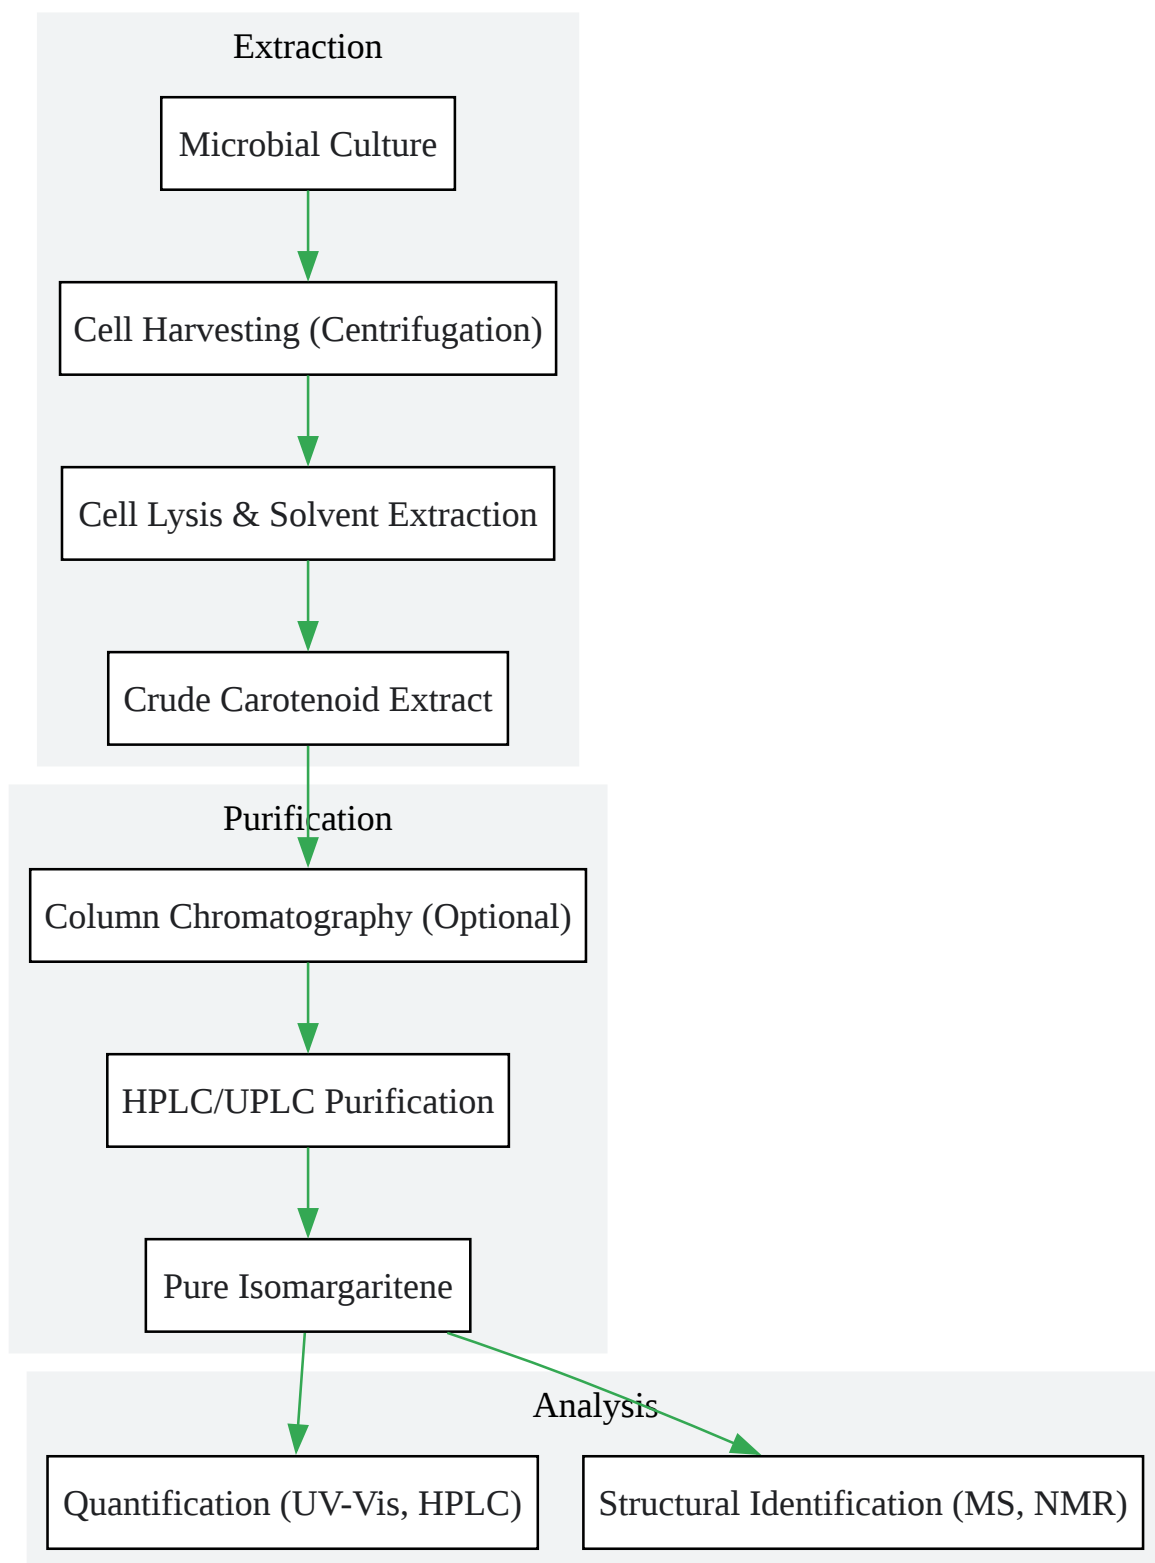 Extraction
Microbial Culture
Cell Harvesting (Centrifugation)
Cell Lysis & Solvent Extraction
Crude Carotenoid Extract
Purification
Column Chromatography (Optional)
HPLC/UPLC Purification
Pure Isomargaritene
Analysis
Quantification (UV-Vis, HPLC)
Structural Identification (MS, NMR)